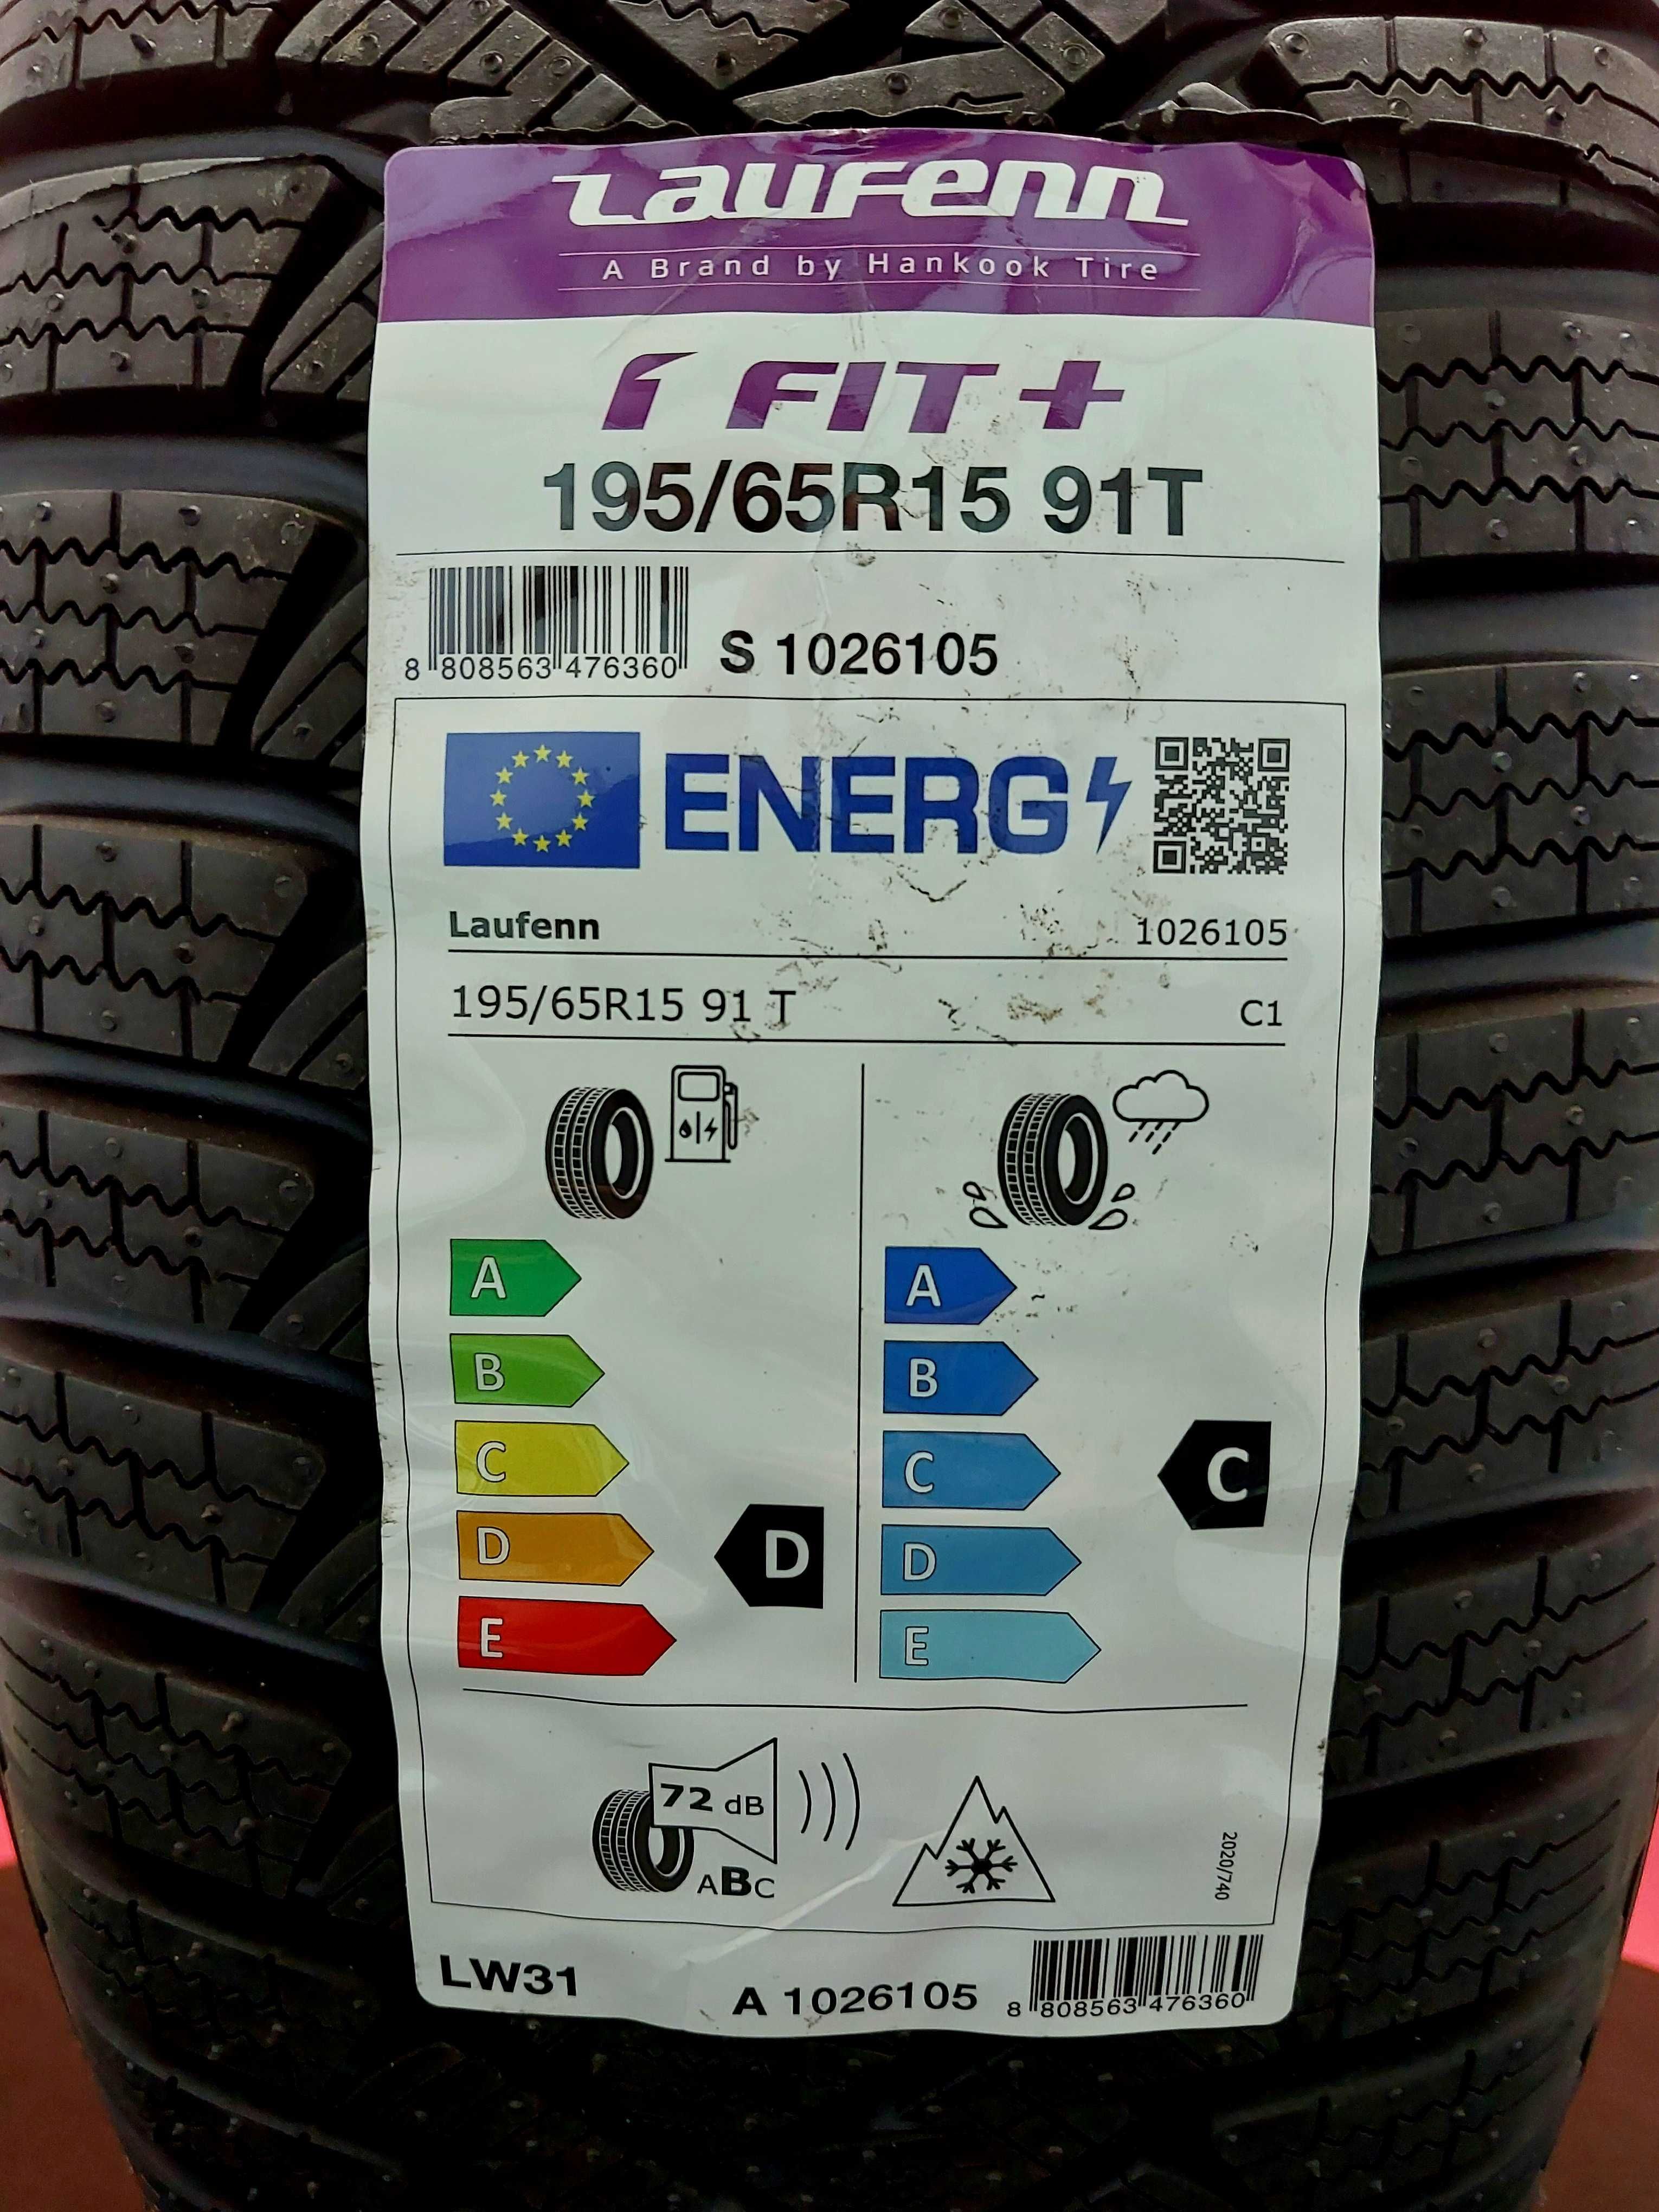 Laufenn
A Brand by Hankook Tire
i FIT+
195/65R15 91T
8 808563 476360
S 1026105
ENERG
Laufenn 1026105
195/65R15 91 T C1
A A
B B
C C C
D D D
E E
72 dB
ABC
2020/740
LW31 A 1026105 8 808563 476360